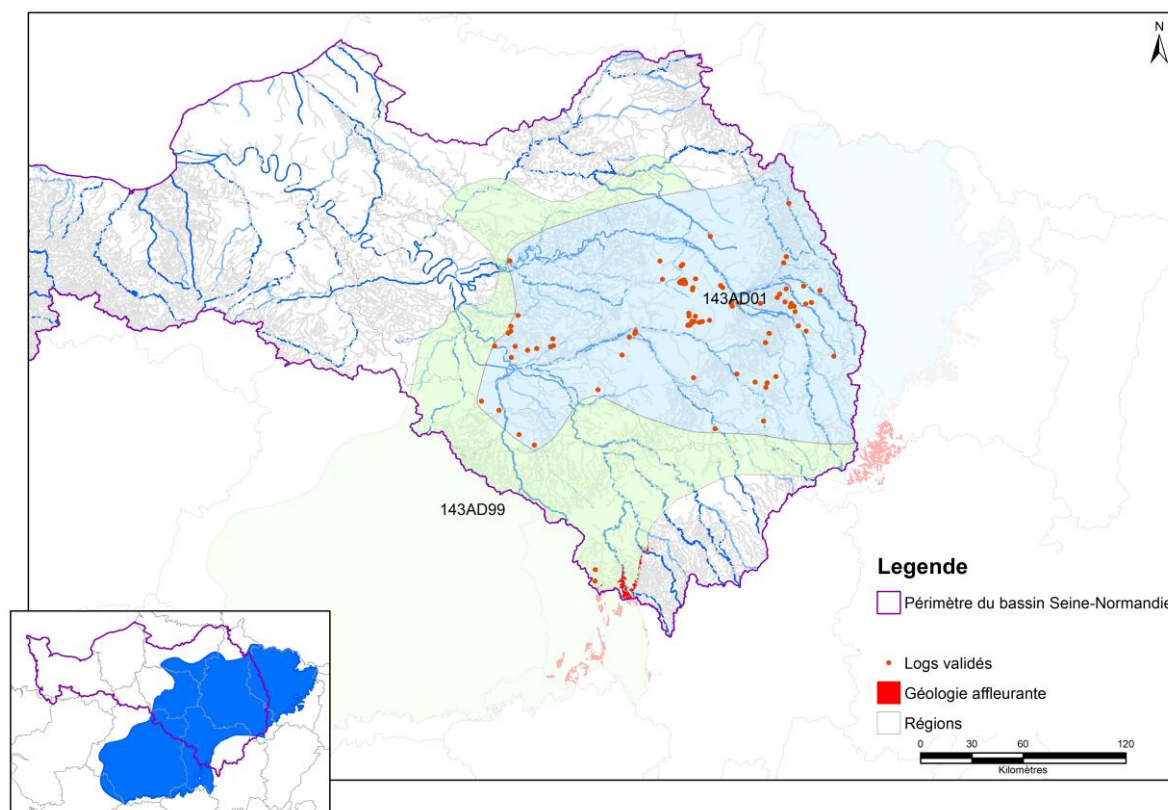 N
143AD01
143AD99
Legende
Périmètre du bassin Seine-Normandie
Logs validés
Géologie affleurante
Régions
0 30 60 120
Kilomètres